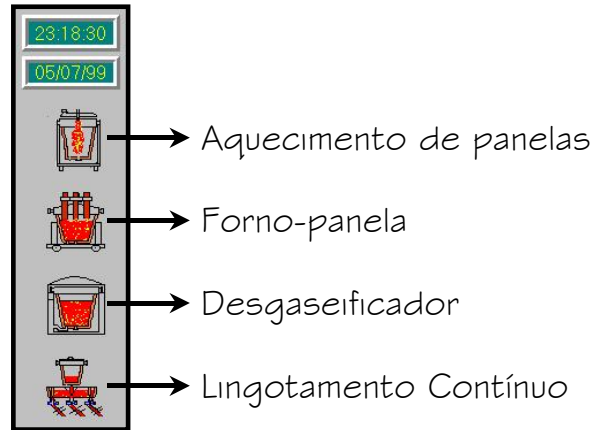 23:18:30
05/07/99
Aquecimento de panelas
Forno-panela
Desgaseificador
Lingotamento Contínuo